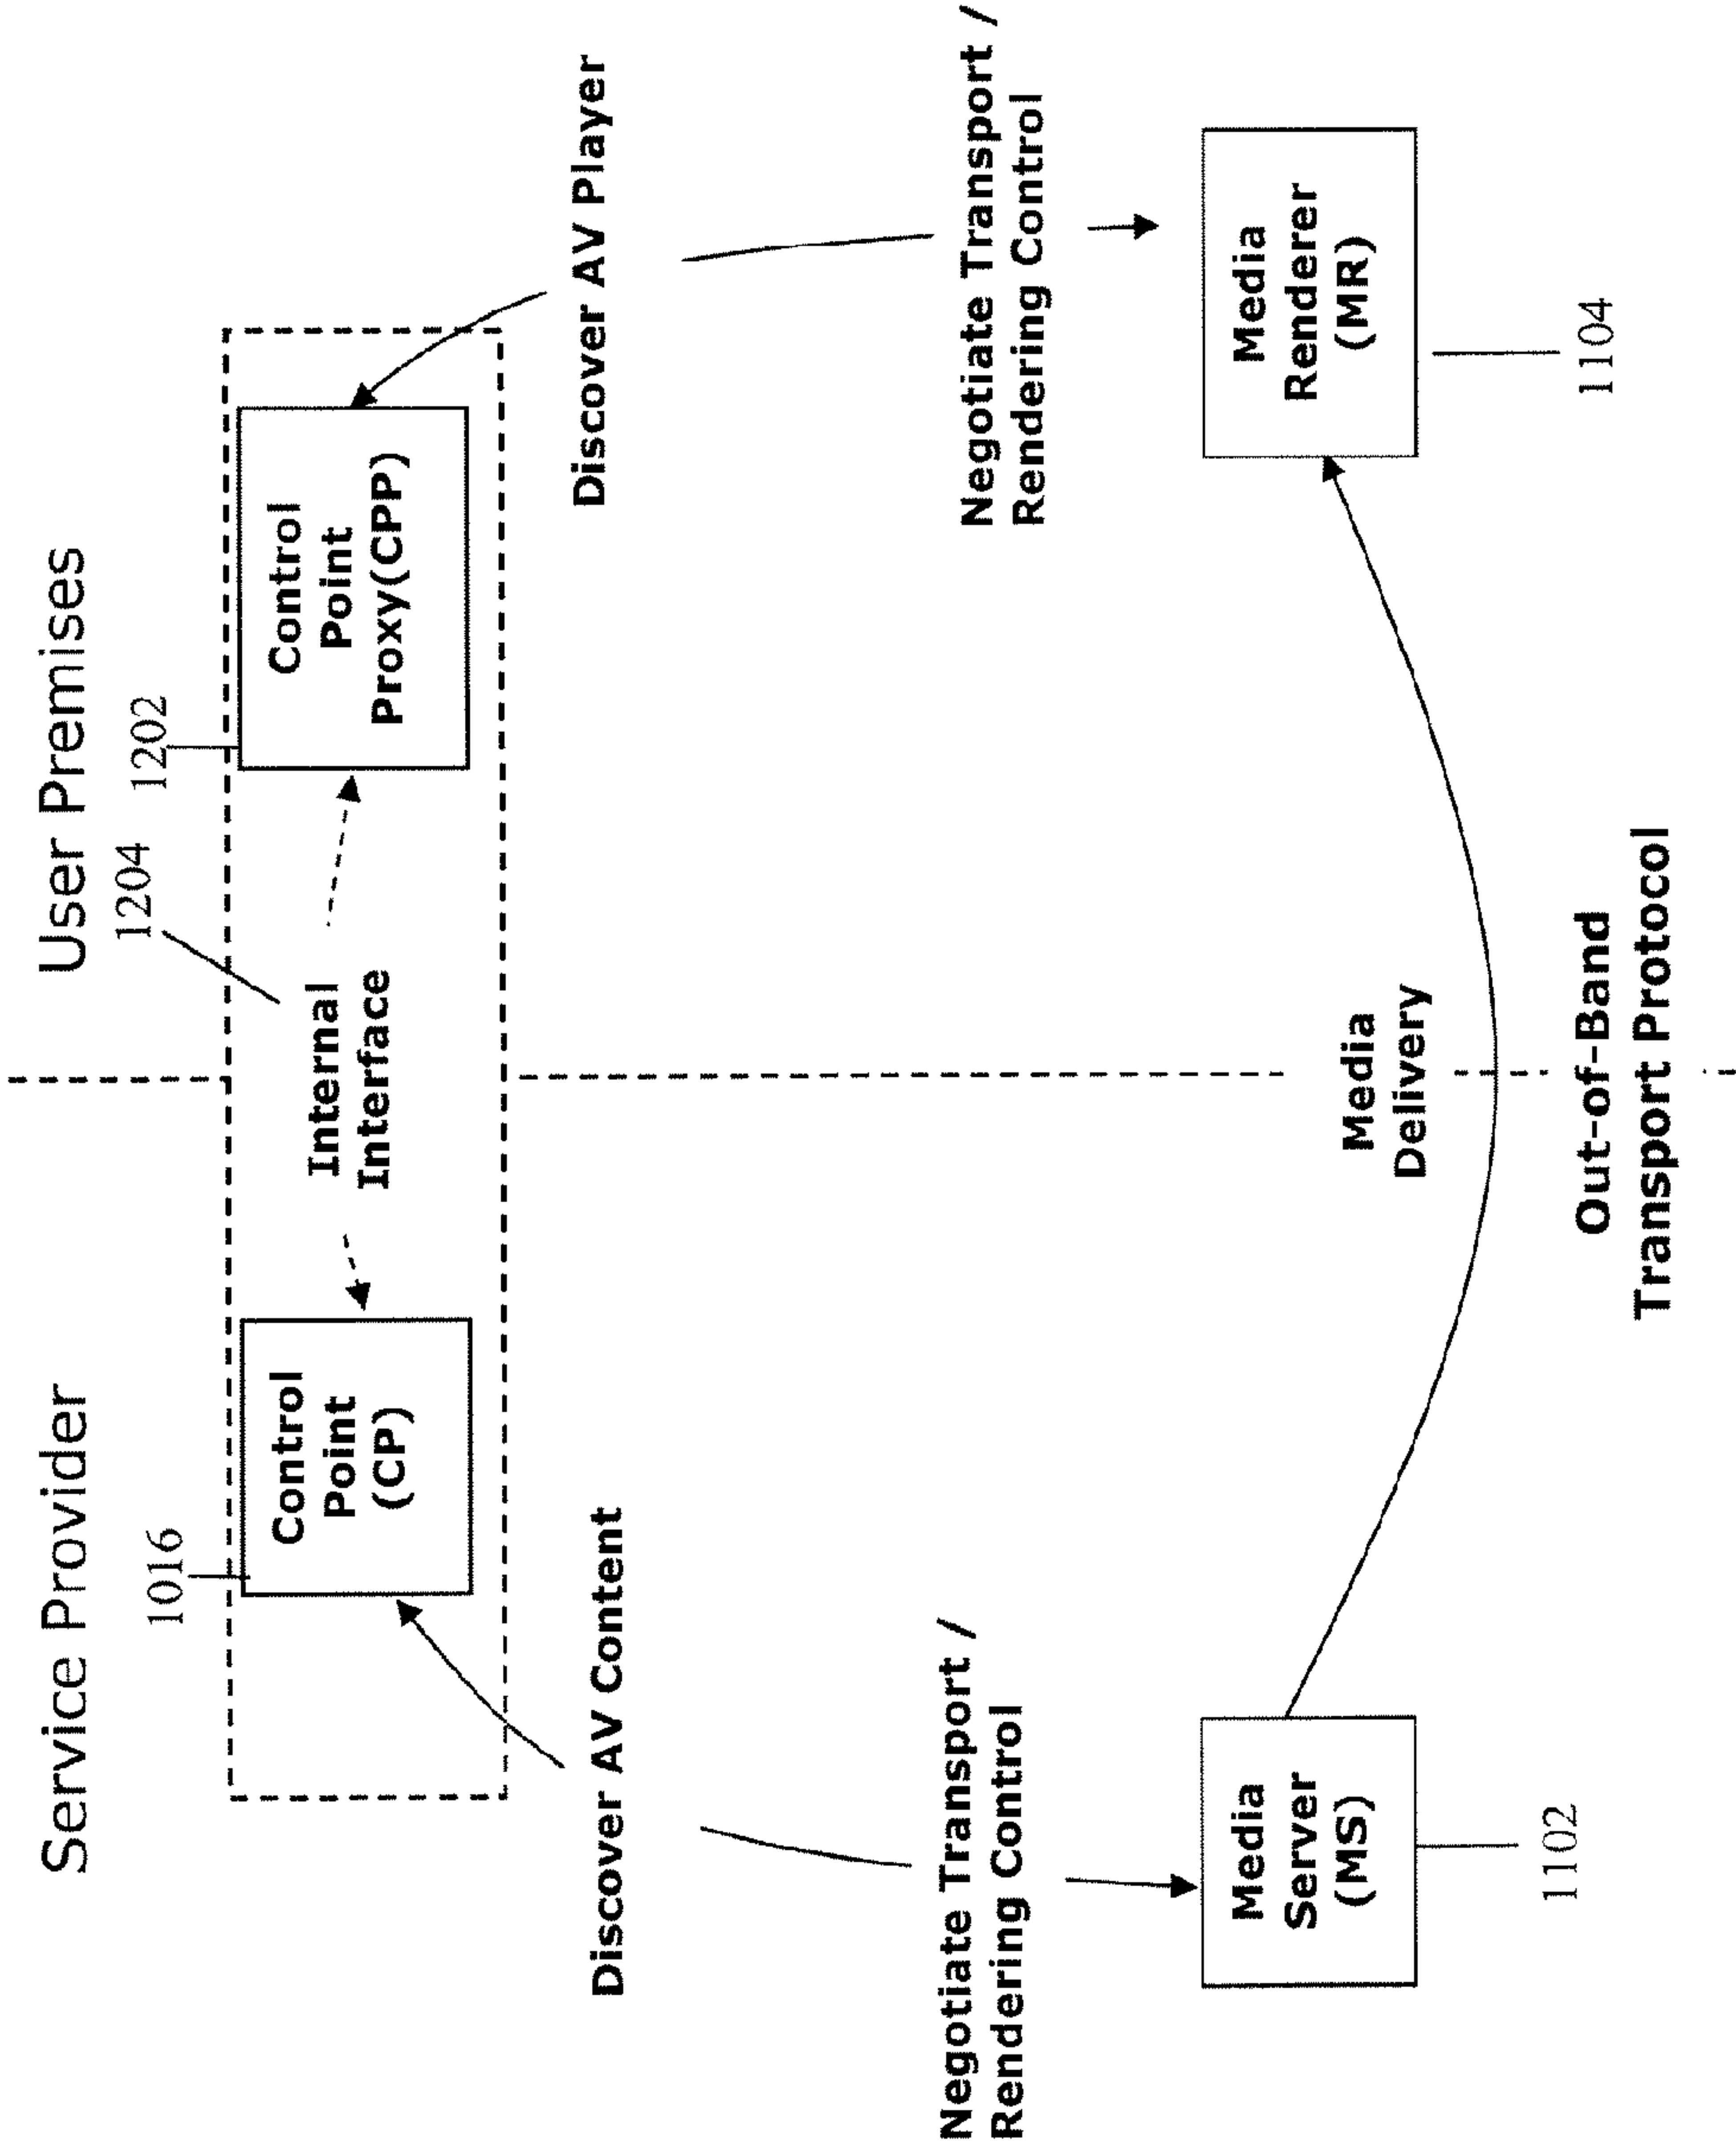 Service Provider
User Premises
1016
1204
1202
Control
Point
(CP)
Internal
Interface
Control
Point
Proxy(CPP)
Discover AV Content
Discover AV Player
Negotiate Transport /
Rendering Control
Negotiate Transport /
Rendering Control
Media
Server
(MS)
Media
Delivery
Media
Renderer
(MR)
1102
1104
Out-of-Band
Transport Protocol